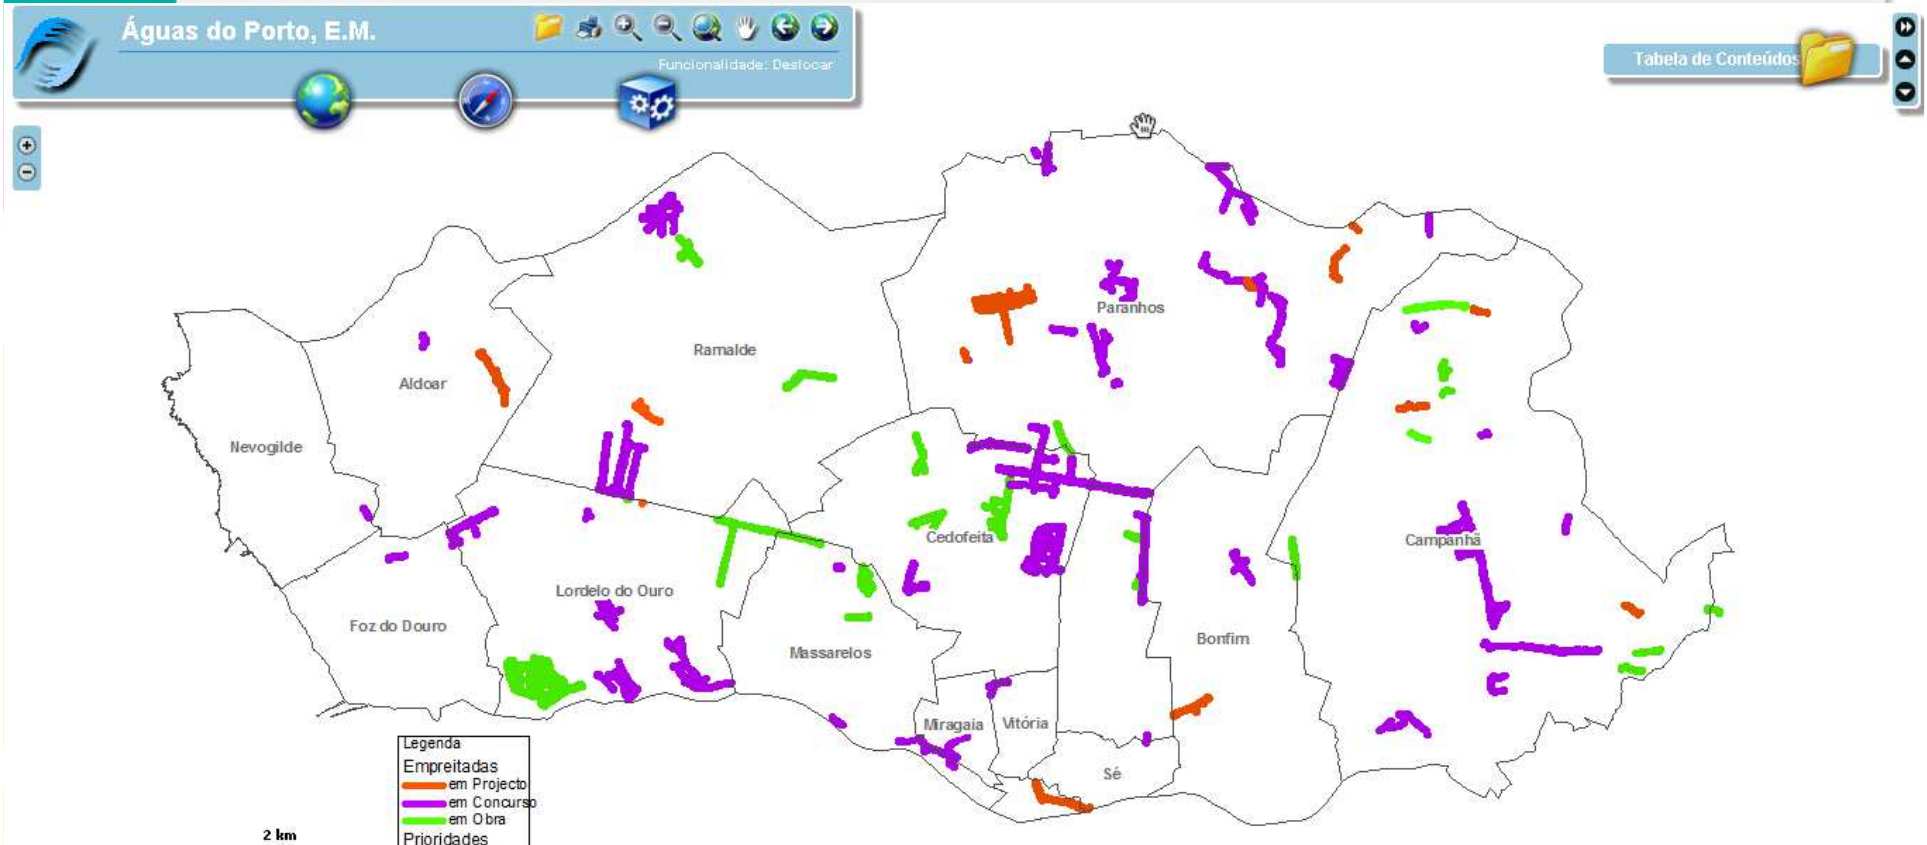 Águas do Porto, E.M.
Funcionalidade: Deslocar
Tabela de Conteúdos
Paranhos
Ramalde
Aldoar
Nevogilde
Cedofeita
Campanhã
Lordelo do Ouro
Foz do Douro
Bonfim
Massarelos
Miragaia
Vitória
Sé
Legenda
Empreitadas
em Projecto
em Concurso
em Obra
Prioridades
2 km